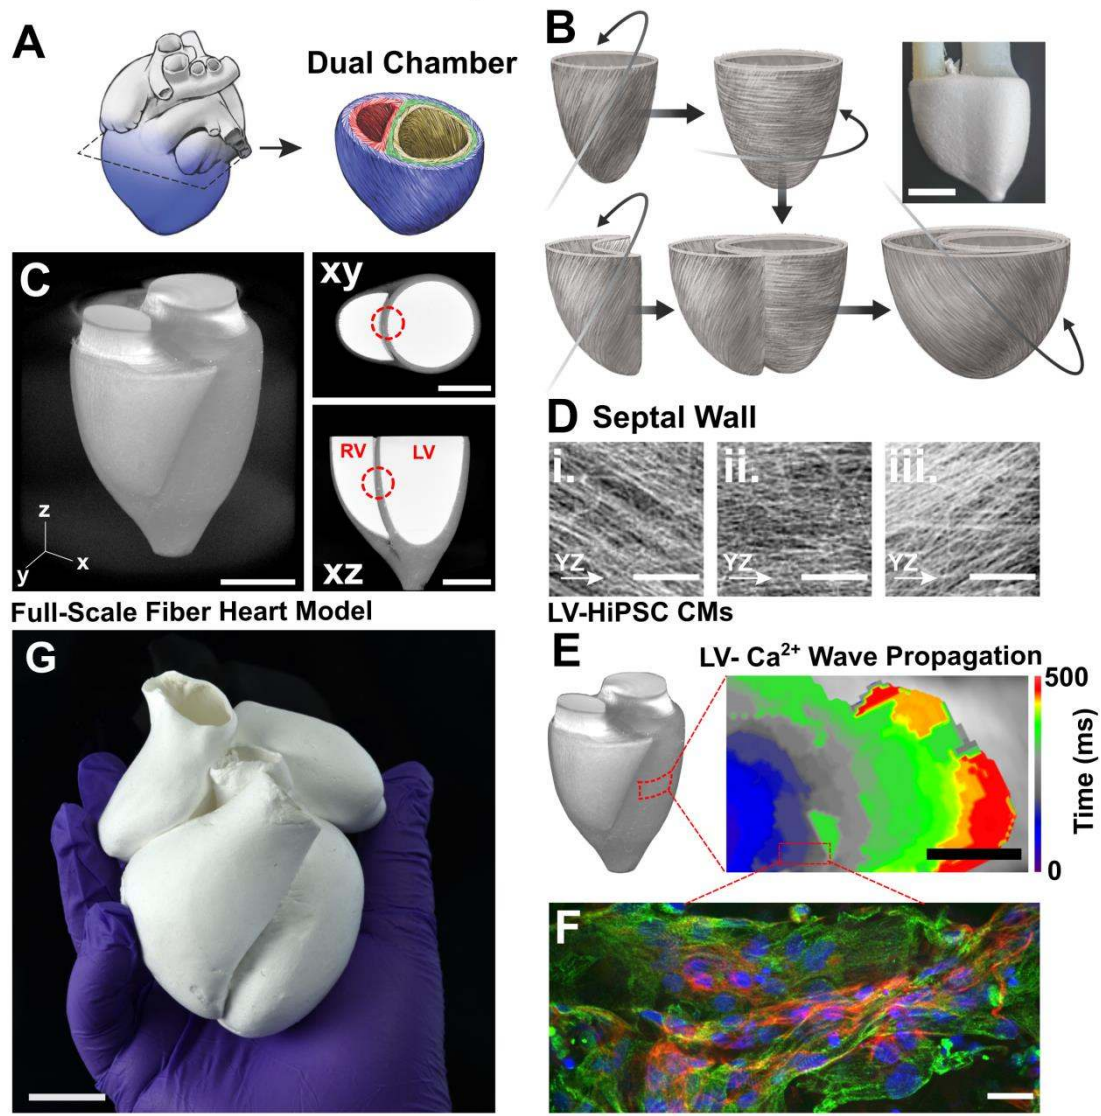 A
Dual Chamber
B
C
xy
xz
RV
LV
z
x
y
D Septal Wall
i.
ii.
iii.
YZ
YZ
YZ
Full-Scale Fiber Heart Model
G
LV-HiPSC CMs
E
LV- Ca²⁺ Wave Propagation
500
0
Time (ms)
F